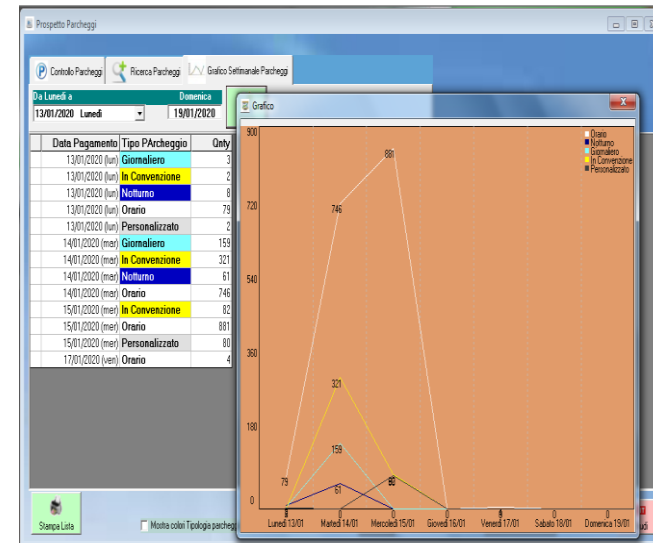 Prospetto Parcheggi
Controllo Parcheggi Ricerca Parcheggi Grafico Settimanale Parcheggi
Da Lunedì a Domenica
13/01/2020 Lunedì 19/01/2020
Data Pagamento Tipo PArcheggio Qnty
13/01/2020 (lun) Giornaliero 3
13/01/2020 (lun) In Convenzione 2
13/01/2020 (lun) Notturno 8
13/01/2020 (lun) Orario 79
13/01/2020 (lun) Personalizzato 2
14/01/2020 (mar) Giornaliero 159
14/01/2020 (mar) In Convenzione 321
14/01/2020 (mar) Notturno 61
14/01/2020 (mar) Orario 746
15/01/2020 (mer) In Convenzione 82
15/01/2020 (mer) Orario 881
15/01/2020 (mer) Personalizzato 80
17/01/2020 (ven) Orario 4
Stampa Lista
Mostra colori Tipologia parcheg
Grafico
900
720
540
360
180
0
Orario
Notturno
Giornaliero
In Convenzione
Personalizzato
881
746
321
159
79
61
0 0 0 0
Lunedì 13/01 Martedì 14/01 Mercoledì 15/01 Giovedì 16/01 Venerdì 17/01 Sabato 18/01 Domenica 19/01